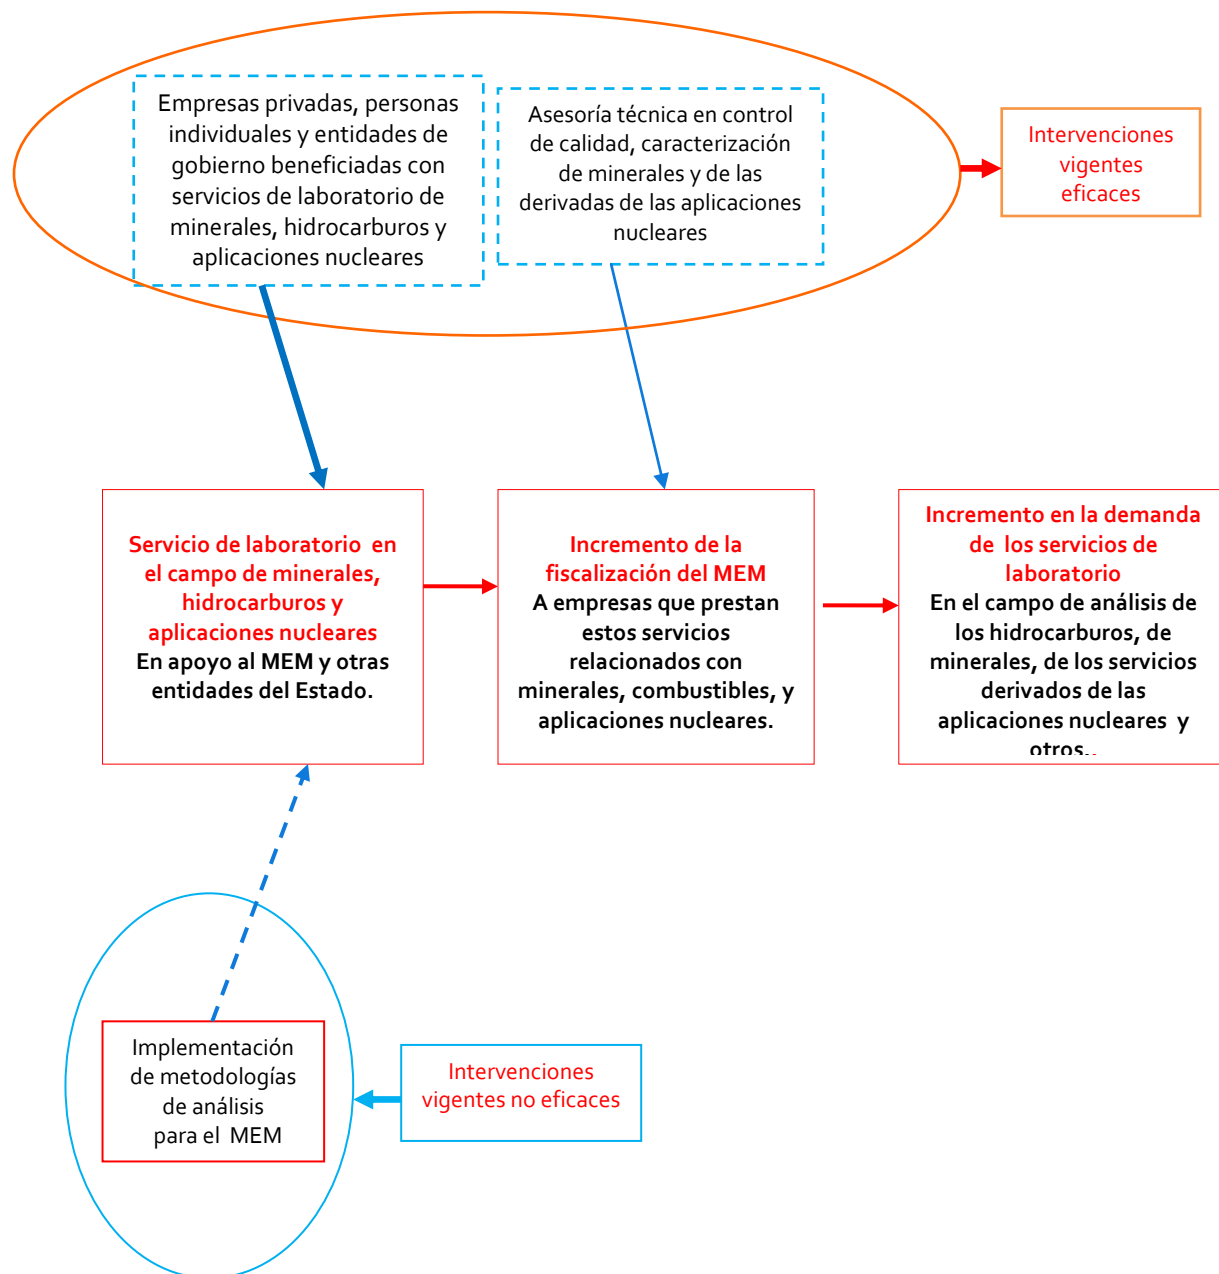 Empresas privadas, personas
individuales y entidades de
gobierno beneficiadas con
servicios de laboratorio de
minerales, hidrocarburos y
aplicaciones nucleares
Asesoría técnica en control
de calidad, caracterización
de minerales y de las
derivadas de las aplicaciones
nucleares
Intervenciones
vigentes
eficaces
Servicio de laboratorio  en
el campo de minerales,
hidrocarburos y
aplicaciones nucleares
En apoyo al MEM y otras
entidades del Estado.
Incremento de la
fiscalización del MEM
A empresas que prestan
estos servicios
relacionados con
minerales, combustibles, y
aplicaciones nucleares.
Incremento en la demanda
de  los servicios de
laboratorio
En el campo de análisis de
los hidrocarburos, de
minerales, de los servicios
derivados de las
aplicaciones nucleares  y
otros..
Implementación
de metodologías
de análisis
para el  MEM
Intervenciones
vigentes no eficaces